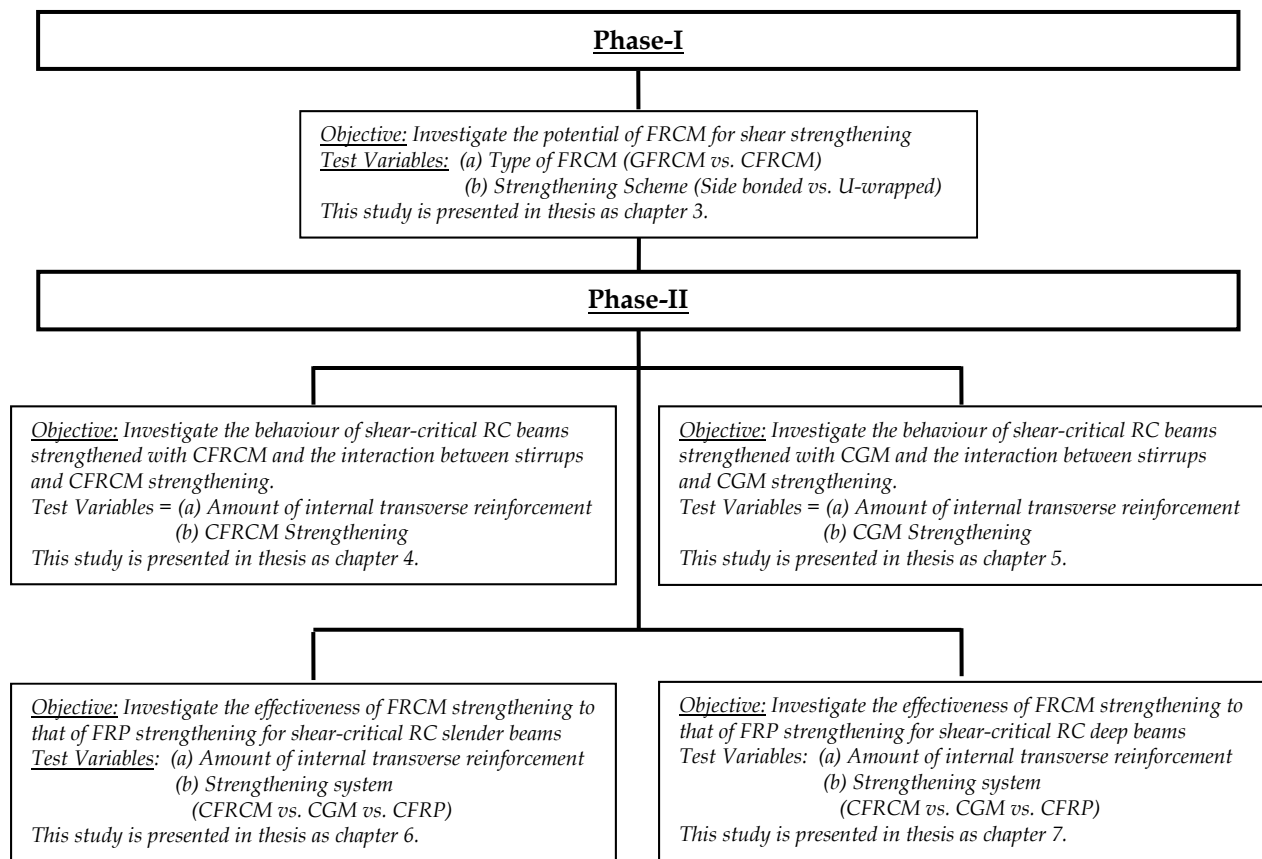 Phase-I
Objective: Investigate the potential of FRCM for shear strengthening
Test Variables: (a) Type of FRCM (GFRCM vs. CFRCM)
(b) Strengthening Scheme (Side bonded vs. U-wrapped)
This study is presented in thesis as chapter 3.
Phase-II
Objective: Investigate the behaviour of shear-critical RC beams
strengthened with CFRCM and the interaction between stirrups
and CFRCM strengthening.
Test Variables = (a) Amount of internal transverse reinforcement
(b) CFRCM Strengthening
This study is presented in thesis as chapter 4.
Objective: Investigate the behaviour of shear-critical RC beams
strengthened with CGM and the interaction between stirrups
and CGM strengthening.
Test Variables = (a) Amount of internal transverse reinforcement
(b) CGM Strengthening
This study is presented in thesis as chapter 5.
Objective: Investigate the effectiveness of FRCM strengthening to
that of FRP strengthening for shear-critical RC slender beams
Test Variables: (a) Amount of internal transverse reinforcement
(b) Strengthening system
(CFRCM vs. CGM vs. CFRP)
This study is presented in thesis as chapter 6.
Objective: Investigate the effectiveness of FRCM strengthening to
that of FRP strengthening for shear-critical RC deep beams
Test Variables: (a) Amount of internal transverse reinforcement
(b) Strengthening system
(CFRCM vs. CGM vs. CFRP)
This study is presented in thesis as chapter 7.